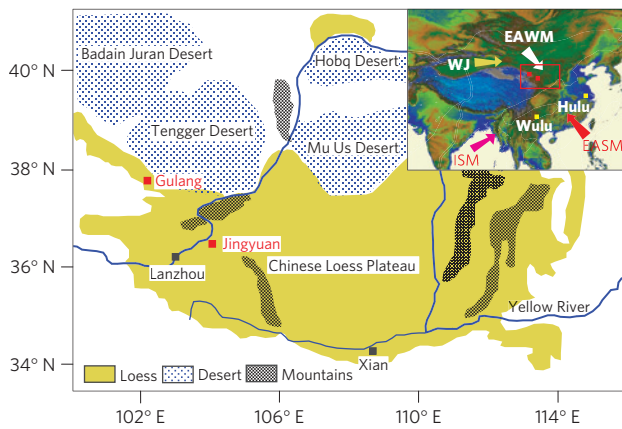 Badain Juran Desert
Hobq Desert
Tengger Desert
Mu Us Desert
Gulang
Jingyuan
Lanzhou
Chinese Loess Plateau
Yellow River
Xian
Loess
Desert
Mountains
40° N
38° N
36° N
34° N
102° E
106° E
110° E
114° E
EAWM
WJ
Hulu
Wulu
ISM
EASM